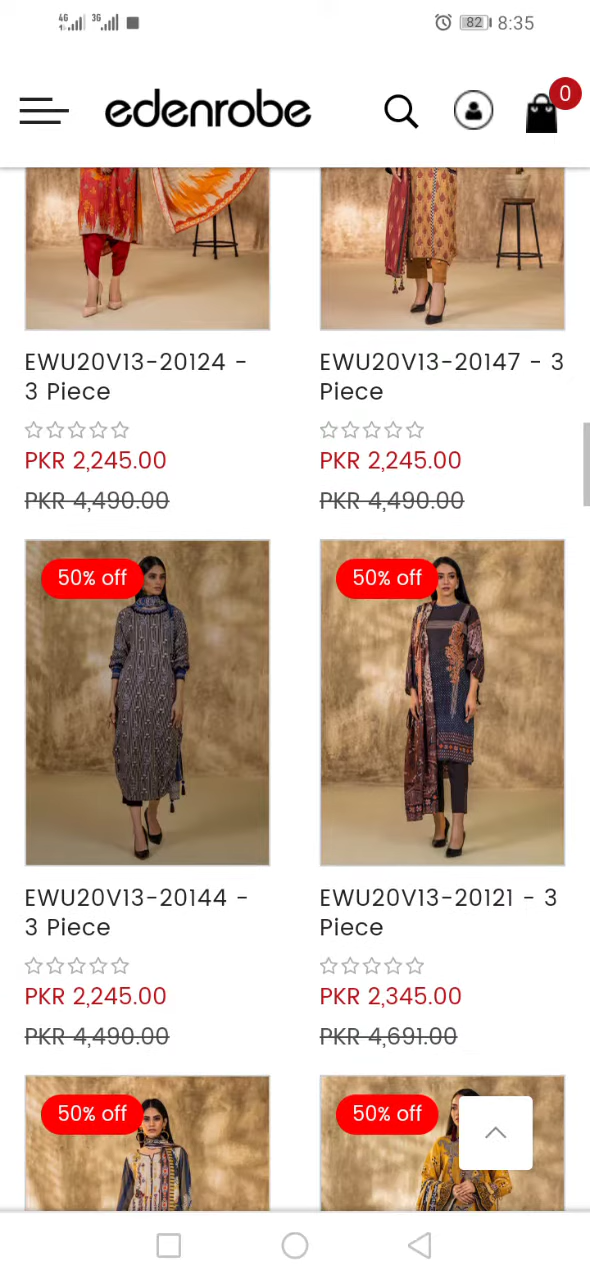 4G 3G 82 8:35
edenrobe 0
EWU20V13-20124 -
3 Piece
PKR 2,245.00
PKR 4,490.00
EWU20V13-20147 - 3
Piece
PKR 2,245.00
PKR 4,490.00
50% off
EWU20V13-20144 -
3 Piece
PKR 2,245.00
PKR 4,490.00
50% off
EWU20V13-20121 - 3
Piece
PKR 2,345.00
PKR 4,691.00
50% off
50% off